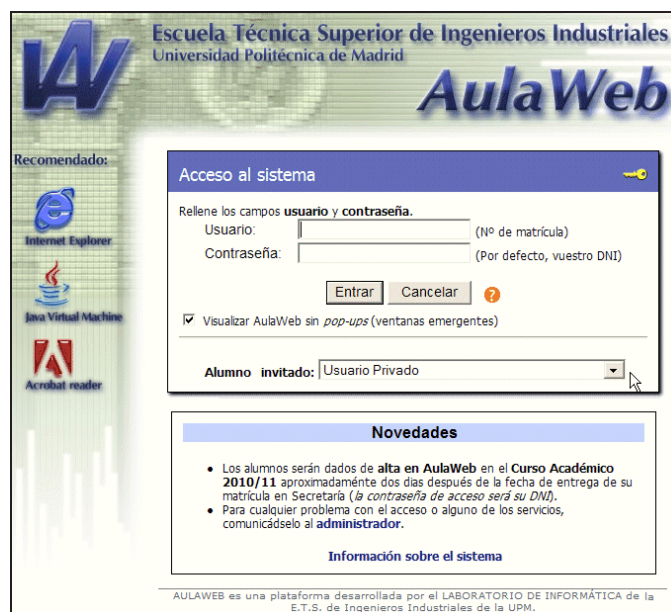 Escuela Técnica Superior de Ingenieros Industriales
Universidad Politécnica de Madrid
AulaWeb
Recomendado:
Internet Explorer
Java Virtual Machine
Acrobat reader
Acceso al sistema
Rellene los campos usuario y contraseña.
Usuario: (Nº de matrícula)
Contraseña: (Por defecto, vuestro DNI)
Entrar Cancelar ?
Visualizar AulaWeb sin pop-ups (ventanas emergentes)
Alumno invitado: Usuario Privado
Novedades
• Los alumnos serán dados de alta en AulaWeb en el Curso Académico
2010/11 aproximadamente dos dias después de la fecha de entrega de su
matrícula en Secretaría (la contraseña de acceso será su DNI).
• Para cualquier problema con el acceso o alguno de los servicios,
comunicádselo al administrador.
Información sobre el sistema
AULAWEB es una plataforma desarrollada por el LABORATORIO DE INFORMÁTICA de la
E.T.S. de Ingenieros Industriales de la UPM.